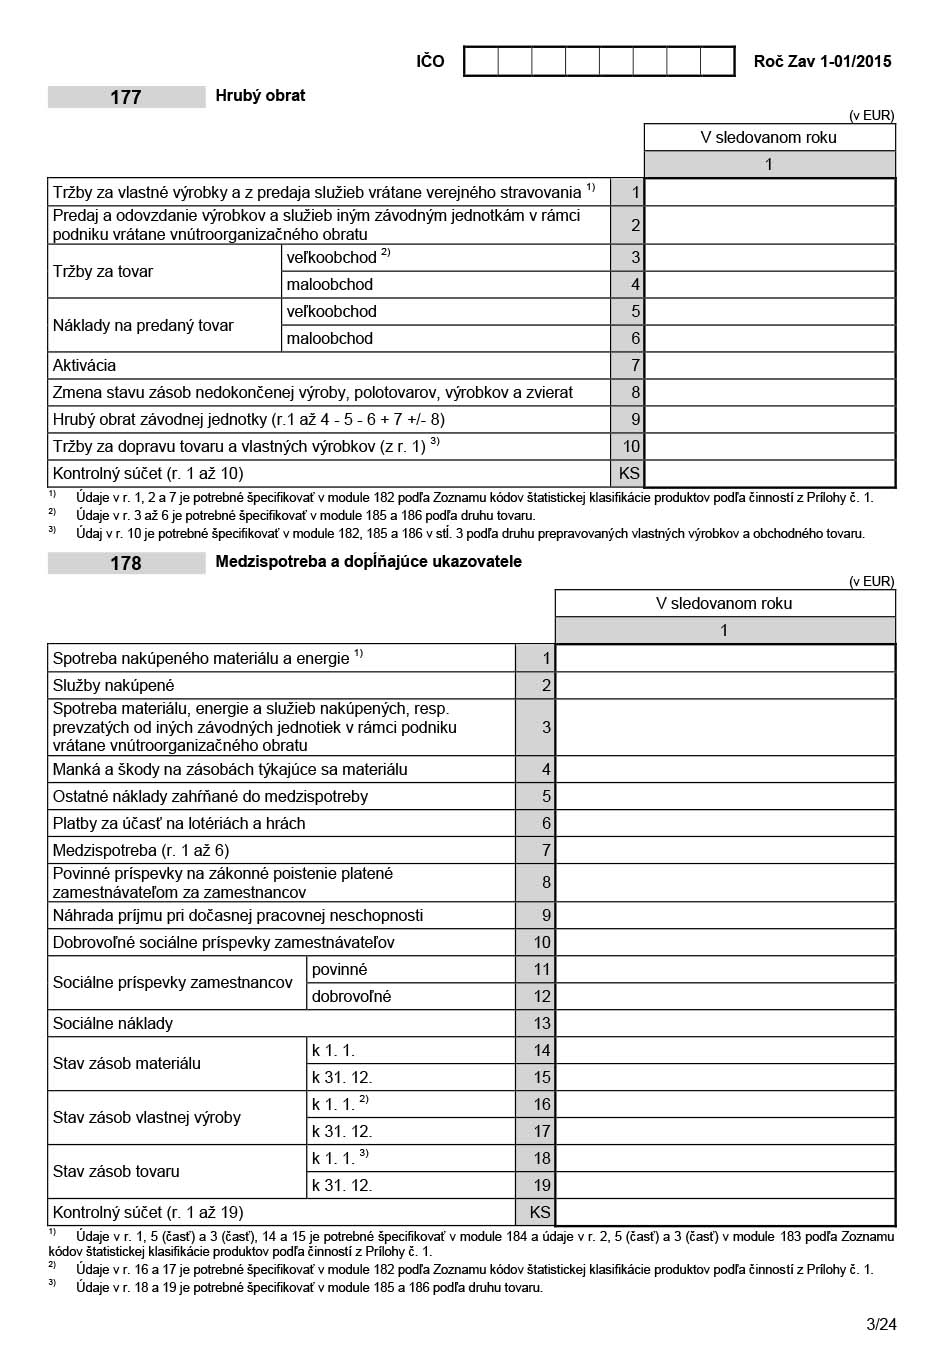 IČO Roč Zav 1-01/2015
177 Hrubý obrat
(v EUR)
V sledovanom roku
1
Tržby za vlastné výrobky a z predaja služieb vrátane verejného stravovania 1) 1
Predaj a odovzdanie výrobkov a služieb iným závodným jednotkám v rámci
podniku vrátane vnútroorganizačného obratu 2
Tržby za tovar
veľkoobchod 2) 3
maloobchod 4
Náklady na predaný tovar
veľkoobchod 5
maloobchod 6
Aktivácia 7
Zmena stavu zásob nedokončenej výroby, polotovarov, výrobkov a zvierat 8
Hrubý obrat závodnej jednotky (r.1 až 4 - 5 - 6 + 7 +/- 8) 9
Tržby za dopravu tovaru a vlastných výrobkov (z r. 1) 3) 10
Kontrolný súčet (r. 1 až 10) KS
1) Údaje v r. 1, 2 a 7 je potrebné špecifikovať v module 182 podľa Zoznamu kódov štatistickej klasifikácie produktov podľa činností z Prílohy č. 1.
2) Údaje v r. 3 až 6 je potrebné špecifikovať v module 185 a 186 podľa druhu tovaru.
3) Údaj v r. 10 je potrebné špecifikovať v module 182, 185 a 186 v stĺ. 3 podľa druhu prepravovaných vlastných výrobkov a obchodného tovaru.
178 Medzispotreba a dopĺňajúce ukazovatele
(v EUR)
V sledovanom roku
1
Spotreba nakúpeného materiálu a energie 1) 1
Služby nakúpené 2
Spotreba materiálu, energie a služieb nakúpených, resp.
prevzatých od iných závodných jednotiek v rámci podniku 3
vrátane vnútroorganizačného obratu
Manká a škody na zásobách týkajúce sa materiálu 4
Ostatné náklady zahŕňané do medzispotreby 5
Platby za účasť na lotériách a hrách 6
Medzispotreba (r. 1 až 6) 7
Povinné príspevky na zákonné poistenie platené
zamestnávateľom za zamestnancov 8
Náhrada príjmu pri dočasnej pracovnej neschopnosti 9
Dobrovoľné sociálne príspevky zamestnávateľov 10
Sociálne príspevky zamestnancov
povinné 11
dobrovoľné 12
Sociálne náklady 13
Stav zásob materiálu
k 1. 1. 14
k 31. 12. 15
Stav zásob vlastnej výroby
k 1. 1. 2) 16
k 31. 12. 17
Stav zásob tovaru
k 1. 1. 3) 18
k 31. 12. 19
Kontrolný súčet (r. 1 až 19) KS
1) Údaje v r. 1, 5 (časť) a 3 (časť), 14 a 15 je potrebné špecifikovať v module 184 a údaje v r. 2, 5 (časť) a 3 (časť) v module 183 podľa Zoznamu
kódov štatistickej klasifikácie produktov podľa činností z Prílohy č. 1.
2) Údaje v r. 16 a 17 je potrebné špecifikovať v module 182 podľa Zoznamu kódov štatistickej klasifikácie produktov podľa činností z Prílohy č. 1.
3) Údaje v r. 18 a 19 je potrebné špecifikovať v module 185 a 186 podľa druhu tovaru.
3/24